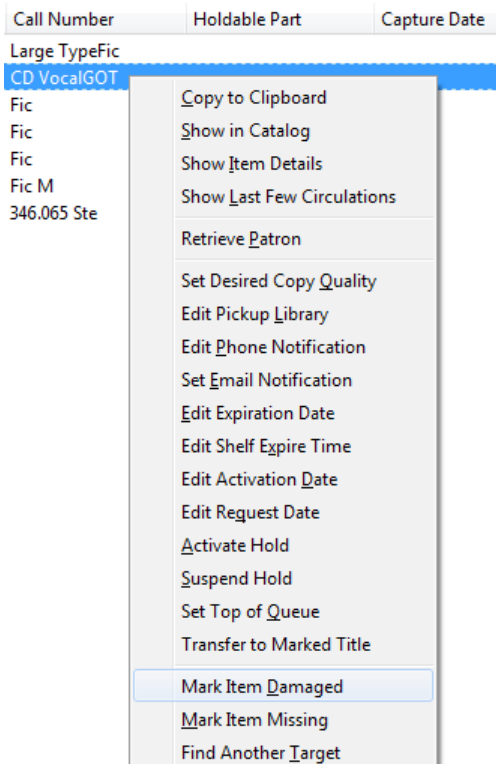 Call Number Holdable Part Capture Date
Large TypeFic
CD VocalGOT
Fic
Fic
Fic
Fic M
346.065 Ste
Copy to Clipboard
Show in Catalog
Show Item Details
Show Last Few Circulations
Retrieve Patron
Set Desired Copy Quality
Edit Pickup Library
Edit Phone Notification
Set Email Notification
Edit Expiration Date
Edit Shelf Expire Time
Edit Activation Date
Edit Request Date
Activate Hold
Suspend Hold
Set Top of Queue
Transfer to Marked Title
Mark Item Damaged
Mark Item Missing
Find Another Target